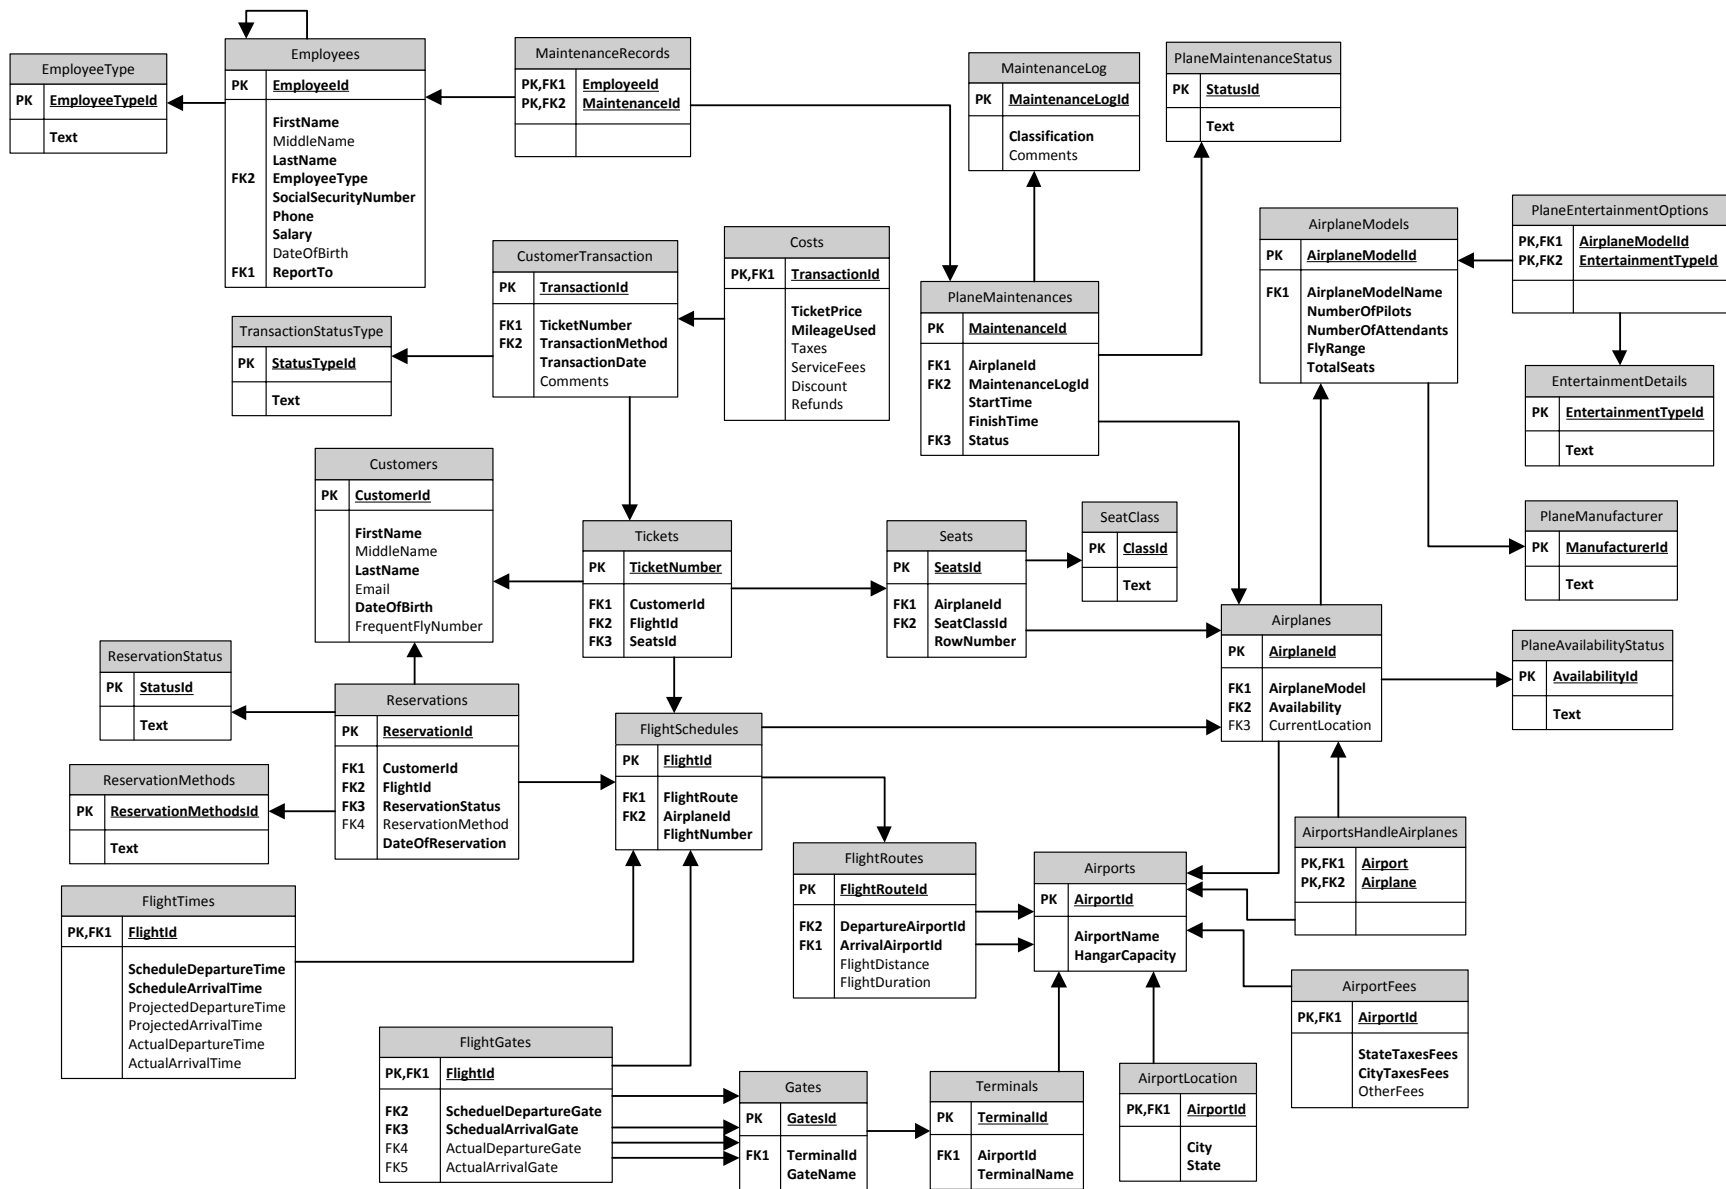 Employees
PK EmployeeId
FirstName
MiddleName
LastName
FK2 EmployeeType
SocialSecurityNumber
Phone
Salary
DateOfBirth
FK1 ReportTo
EmployeeType
PK EmployeeTypeId
Text
MaintenanceRecords
PK,FK1 EmployeeId
PK,FK2 MaintenanceId
MaintenanceLog
PK MaintenanceLogId
Classification
Comments
PlaneMaintenanceStatus
PK StatusId
Text
AirplaneModels
PK AirplaneModelId
FK1 AirplaneModelName
NumberOfPilots
NumberOfAttendants
FlyRange
TotalSeats
PlaneEntertainmentOptions
PK,FK1 AirplaneModelId
PK,FK2 EntertainmentTypeId
EntertainmentDetails
PK EntertainmentTypeId
Text
CustomerTransaction
PK TransactionId
FK1 TicketNumber
FK2 TransactionMethod
TransactionDate
Comments
Costs
PK,FK1 TransactionId
TicketPrice
MileageUsed
Taxes
ServiceFees
Discount
Refunds
PlaneMaintenances
PK MaintenanceId
FK1 AirplaneId
FK2 MaintenanceLogId
StartTime
FinishTime
FK3 Status
TransactionStatusType
PK StatusTypeId
Text
Customers
PK CustomerId
FirstName
MiddleName
LastName
Email
DateOfBirth
FrequentFlyNumber
Tickets
PK TicketNumber
FK1 CustomerId
FK2 FlightId
FK3 SeatsId
Seats
PK SeatsId
FK1 AirplaneId
FK2 SeatClassId
RowNumber
SeatClass
PK ClassId
Text
PlaneManufacturer
PK ManufacturerId
Text
Airplanes
PK AirplaneId
FK1 AirplaneModel
FK2 Availability
FK3 CurrentLocation
PlaneAvailabilityStatus
PK AvailabilityId
Text
ReservationStatus
PK StatusId
Text
Reservations
PK ReservationId
FK1 CustomerId
FK2 FlightId
FK3 ReservationStatus
FK4 ReservationMethod
DateOfReservation
ReservationMethods
PK ReservationMethodsId
Text
FlightSchedules
PK FlightId
FK1 FlightRoute
FK2 AirplaneId
FlightNumber
FlightRoutes
PK FlightRouteId
FK2 DepartureAirportId
FK1 ArrivalAirportId
FlightDistance
FlightDuration
Airports
PK AirportId
AirportName
HangarCapacity
AirportsHandleAirplanes
PK,FK1 Airport
PK,FK2 Airplane
FlightTimes
PK,FK1 FlightId
ScheduleDepartureTime
ScheduleArrivalTime
ProjectedDepartureTime
ProjectedArrivalTime
ActualDepartureTime
ActualArrivalTime
FlightGates
PK,FK1 FlightId
FK2 ScheduelDepartureGate
FK3 SchedualArrivalGate
FK4 ActualDepartureGate
FK5 ActualArrivalGate
Gates
PK GatesId
FK1 TerminalId
GateName
Terminals
PK TerminalId
FK1 AirportId
TerminalName
AirportLocation
PK,FK1 AirportId
City
State
AirportFees
PK,FK1 AirportId
StateTaxesFees
CityTaxesFees
OtherFees